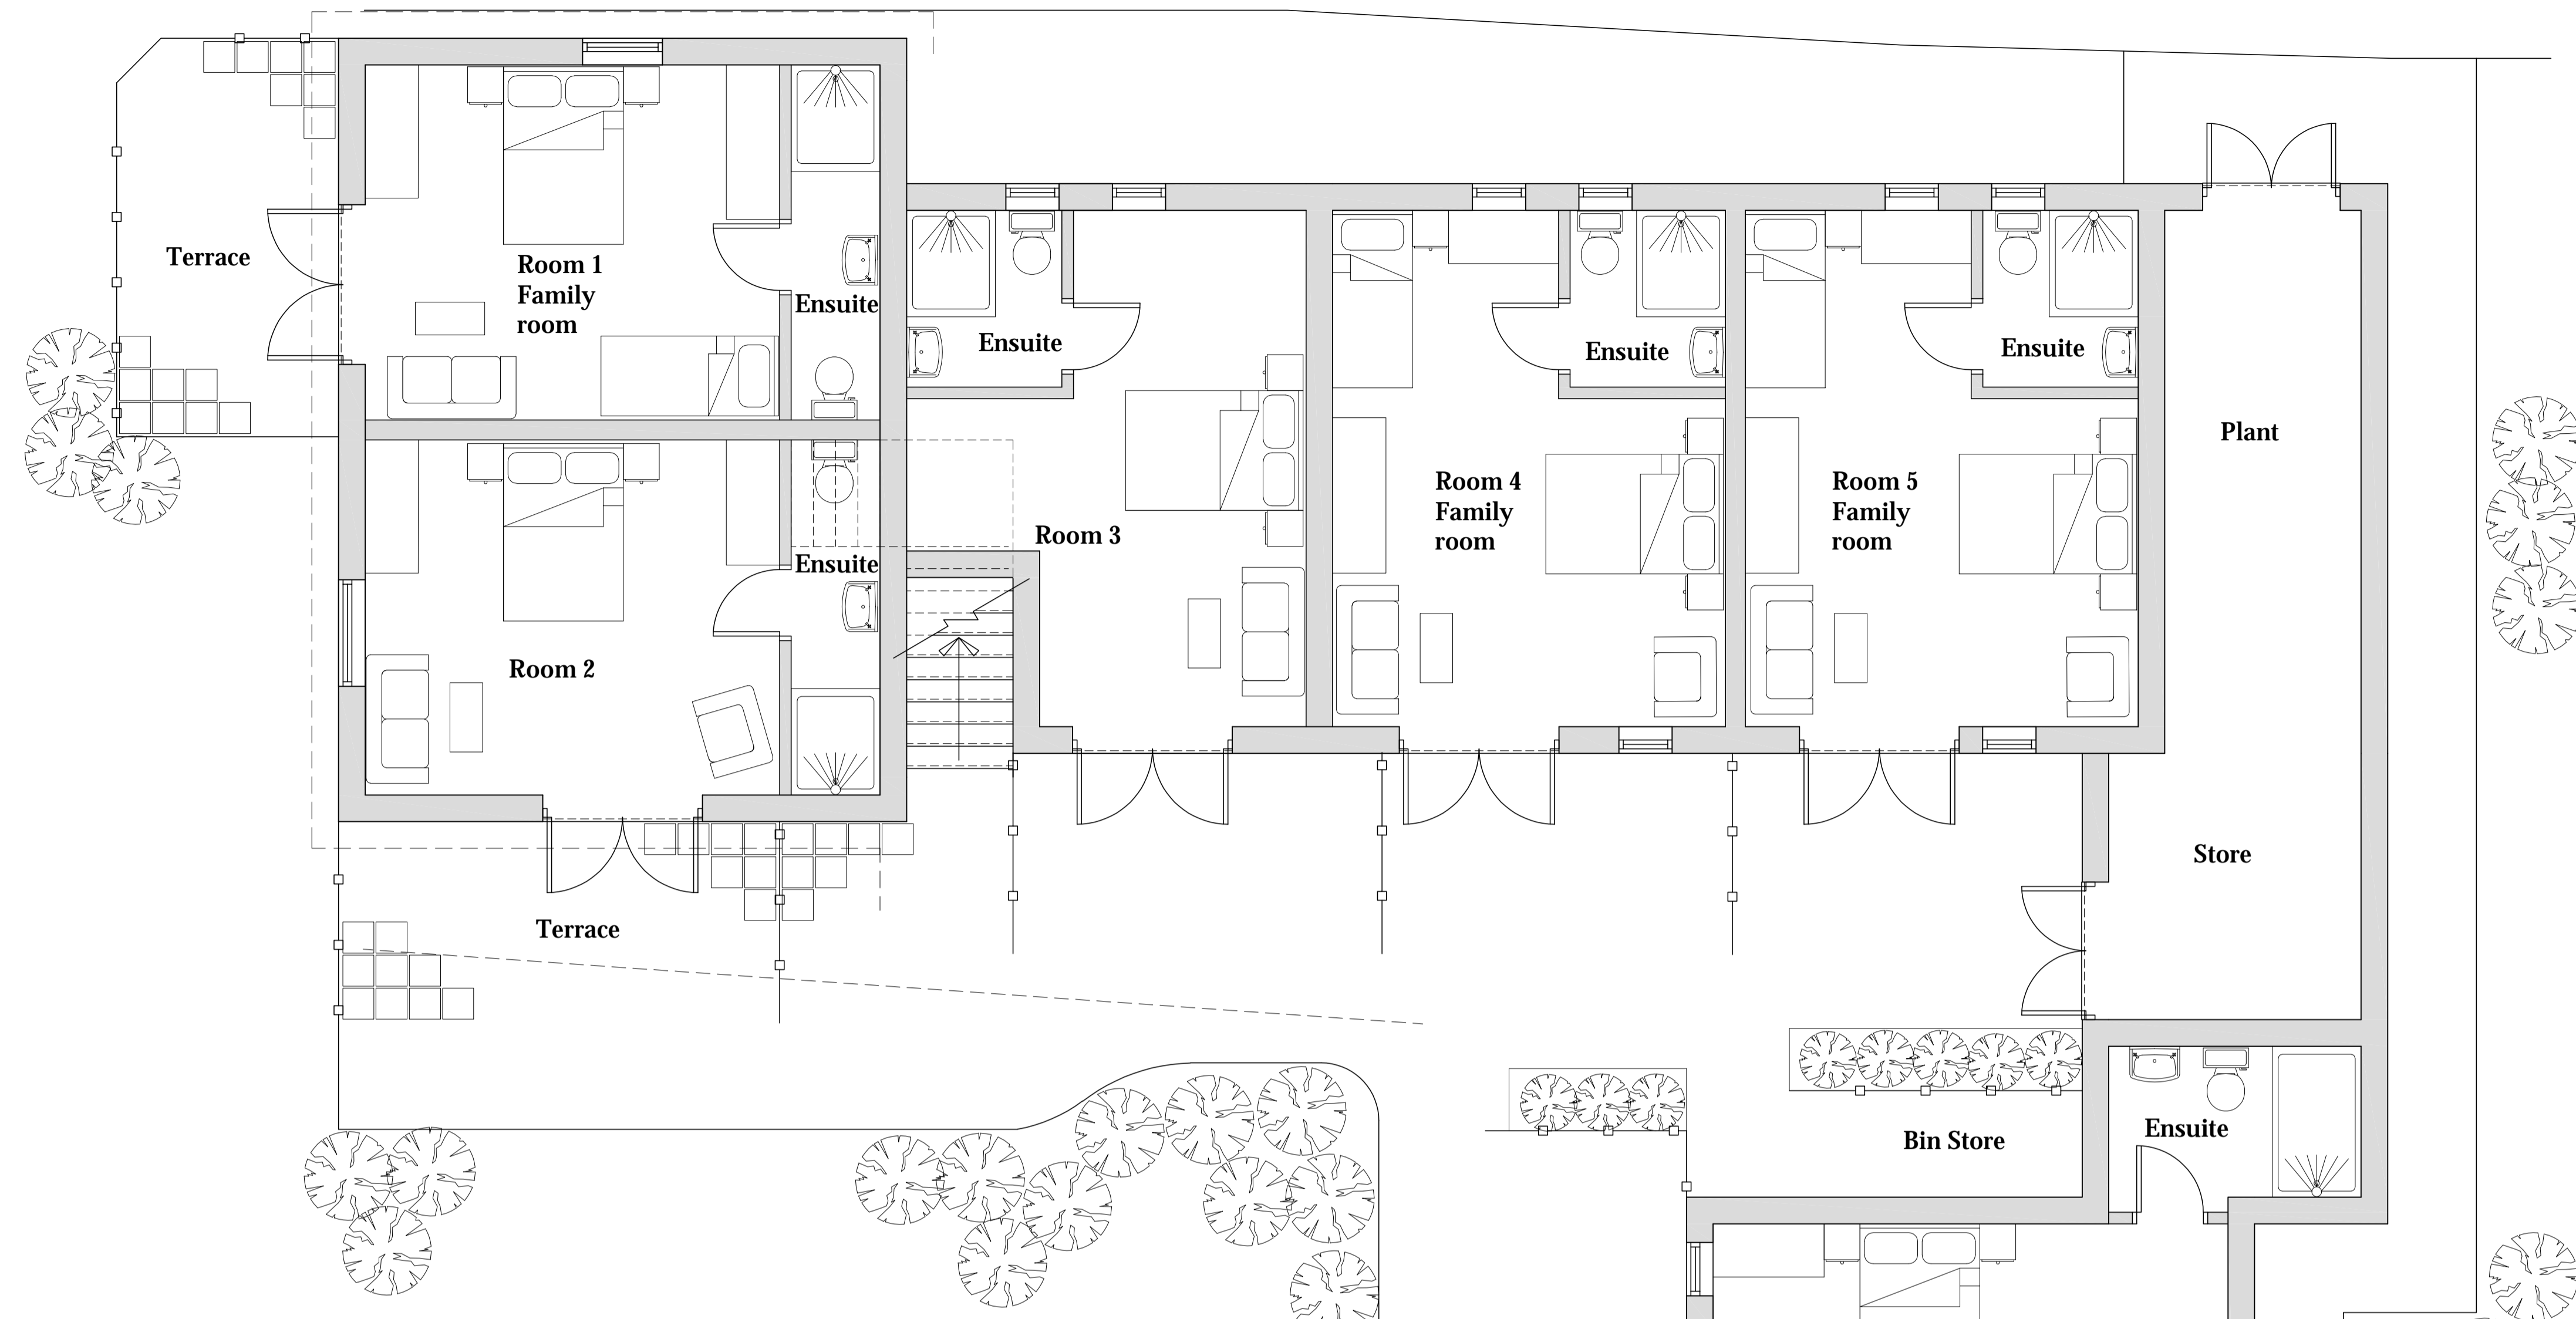 Terrace
Room 1
Family
room
Ensuite
Ensuite
Ensuite
Ensuite
Plant
Room 4
Family
room
Room 5
Family
room
Room 3
Ensuite
Room 2
Store
Terrace
Ensuite
Bin Store